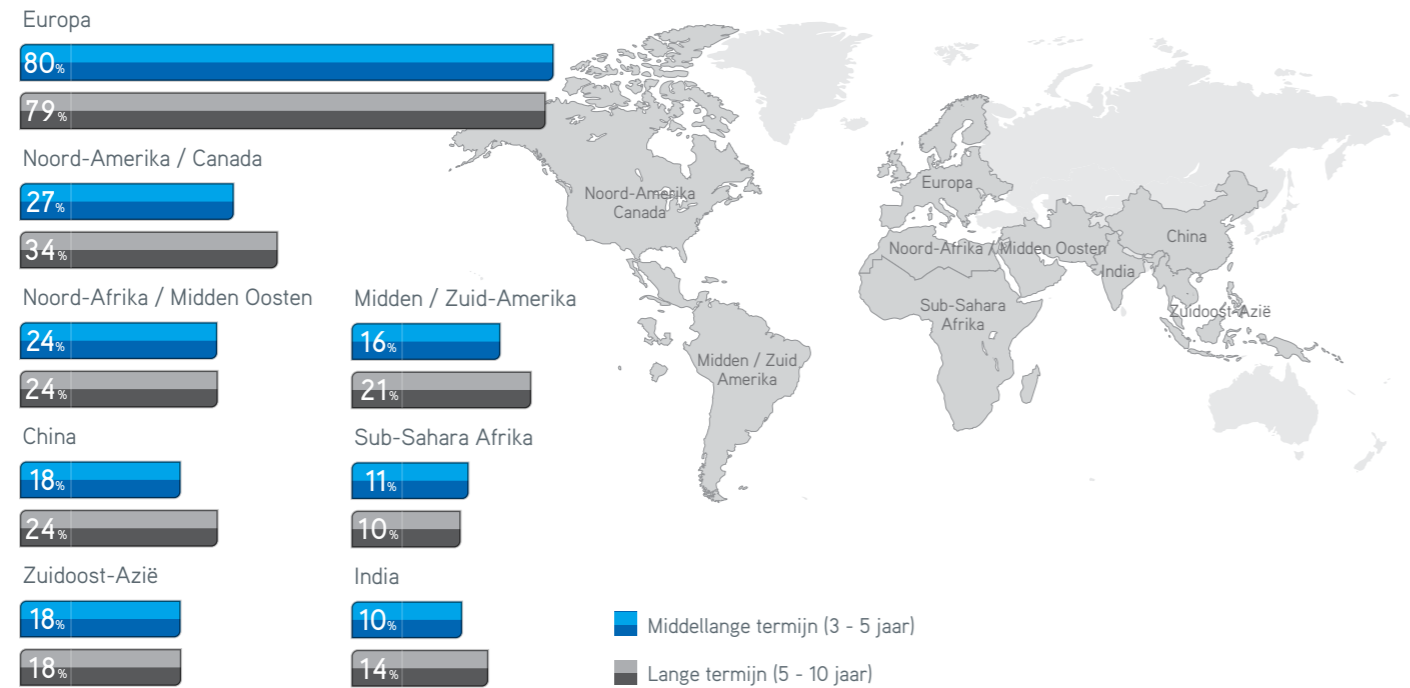 Europa
80%
79%
Noord-Amerika / Canada
27%
34%
Noord-Afrika / Midden Oosten
24%
24%
Midden / Zuid-Amerika
16%
21%
China
18%
24%
Sub-Sahara Afrika
11%
10%
Zuidoost-Azië
18%
18%
India
10%
14%
Middellange termijn (3 - 5 jaar)
Lange termijn (5 - 10 jaar)
Noord-Amerika
Canada
Europa
Noord-Afrika / Midden Oosten
China
India
Sub-Sahara
Afrika
Zuidoost-Azië
Midden / Zuid
Amerika